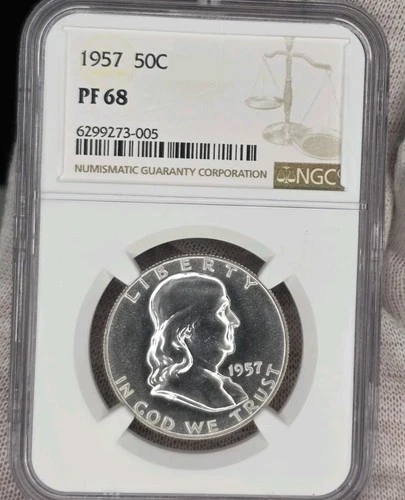 1957 50C
PF 68
6299273-005
NUMISMATIC GUARANTY CORPORATION
NGC
LIBERTY
1957
IN GOD WE TRUST